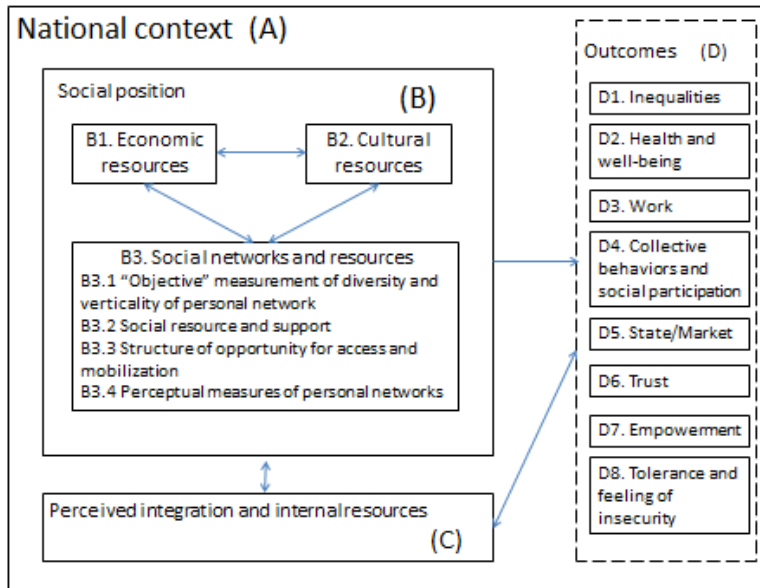 National context (A)
Social position
(B)
B1. Economic
resources
B2. Cultural
resources
B3. Social networks and resources
B3.1 “Objective” measurement of diversity and
verticality of personal network
B3.2 Social resource and support
B3.3 Structure of opportunity for access and
mobilization
B3.4 Perceptual measures of personal networks
Perceived integration and internal resources
(C)
Outcomes (D)
D1. Inequalities
D2. Health and
well-being
D3. Work
D4. Collective
behaviors and
social participation
D5. State/Market
D6. Trust
D7. Empowerment
D8. Tolerance and
feeling of
insecurity